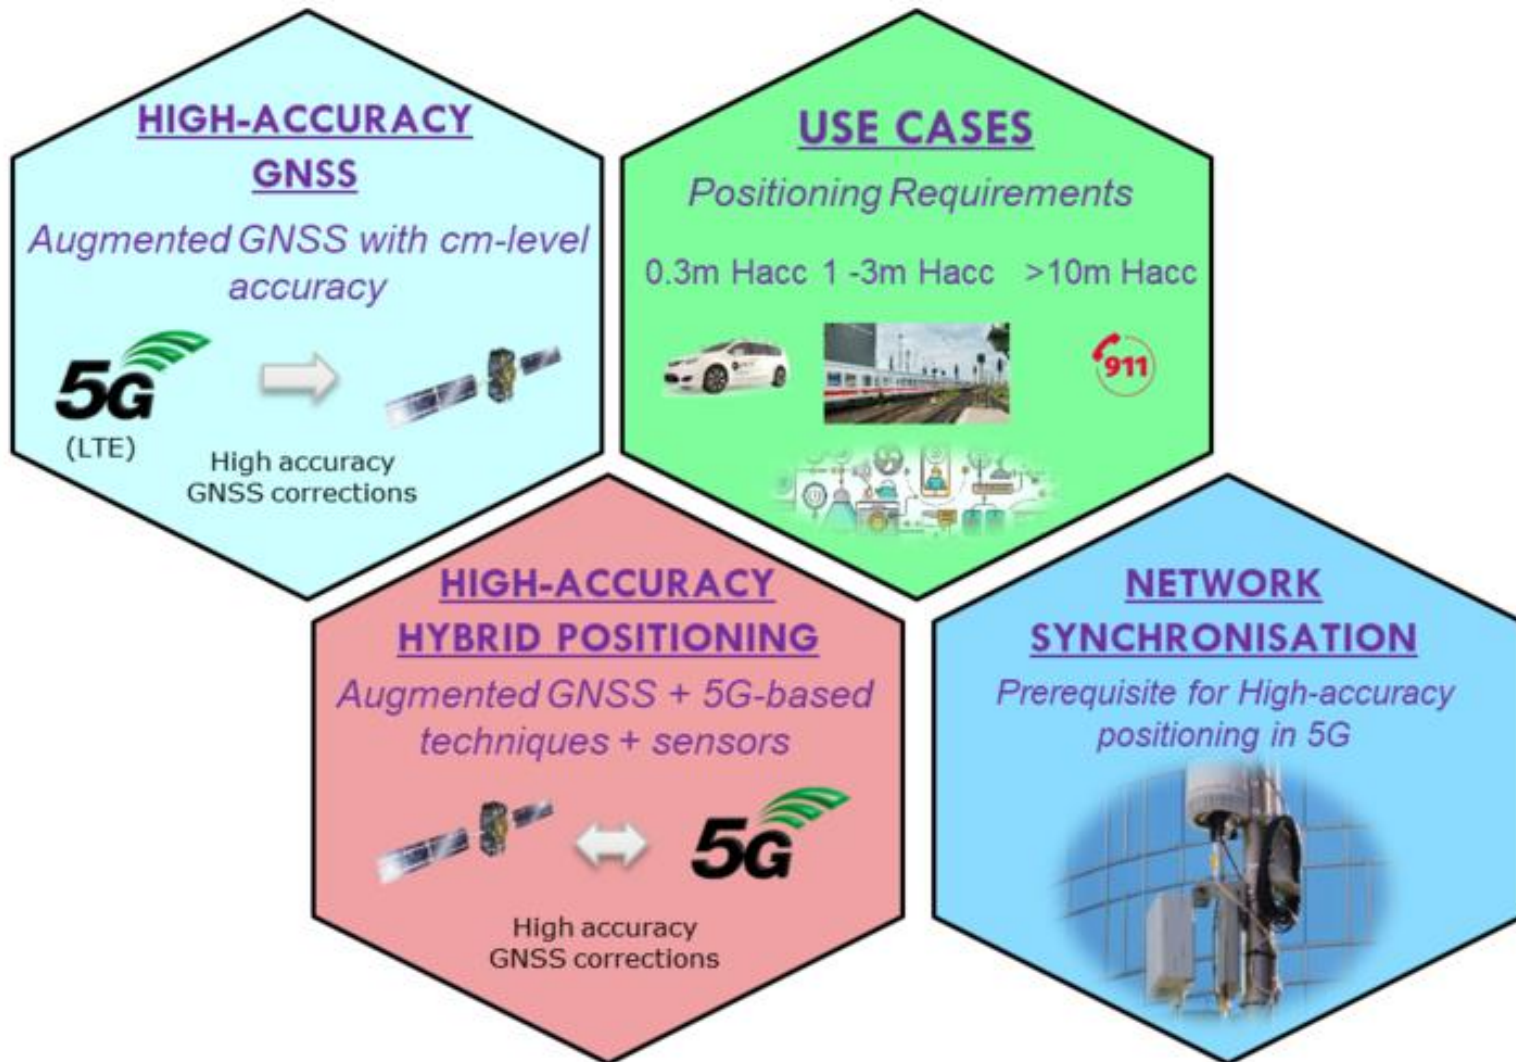 HIGH-ACCURACY
GNSS
Augmented GNSS with cm-level
accuracy
5G
(LTE)
High accuracy
GNSS corrections
USE CASES
Positioning Requirements
0.3m Hacc 1 -3m Hacc >10m Hacc
911
HIGH-ACCURACY
HYBRID POSITIONING
Augmented GNSS + 5G-based
techniques + sensors
5G
High accuracy
GNSS corrections
NETWORK
SYNCHRONISATION
Prerequisite for High-accuracy
positioning in 5G